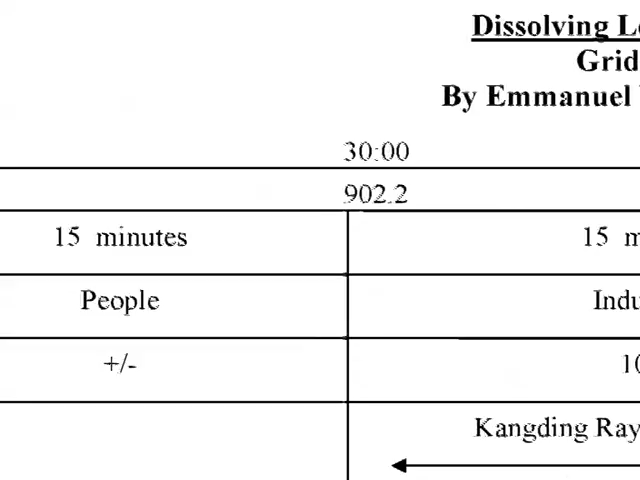 Dissolving L
Grid
By Emmanuel
30:00
902.2
15 minutes 15 m
People Indu
+/- 10
Kangding Ray